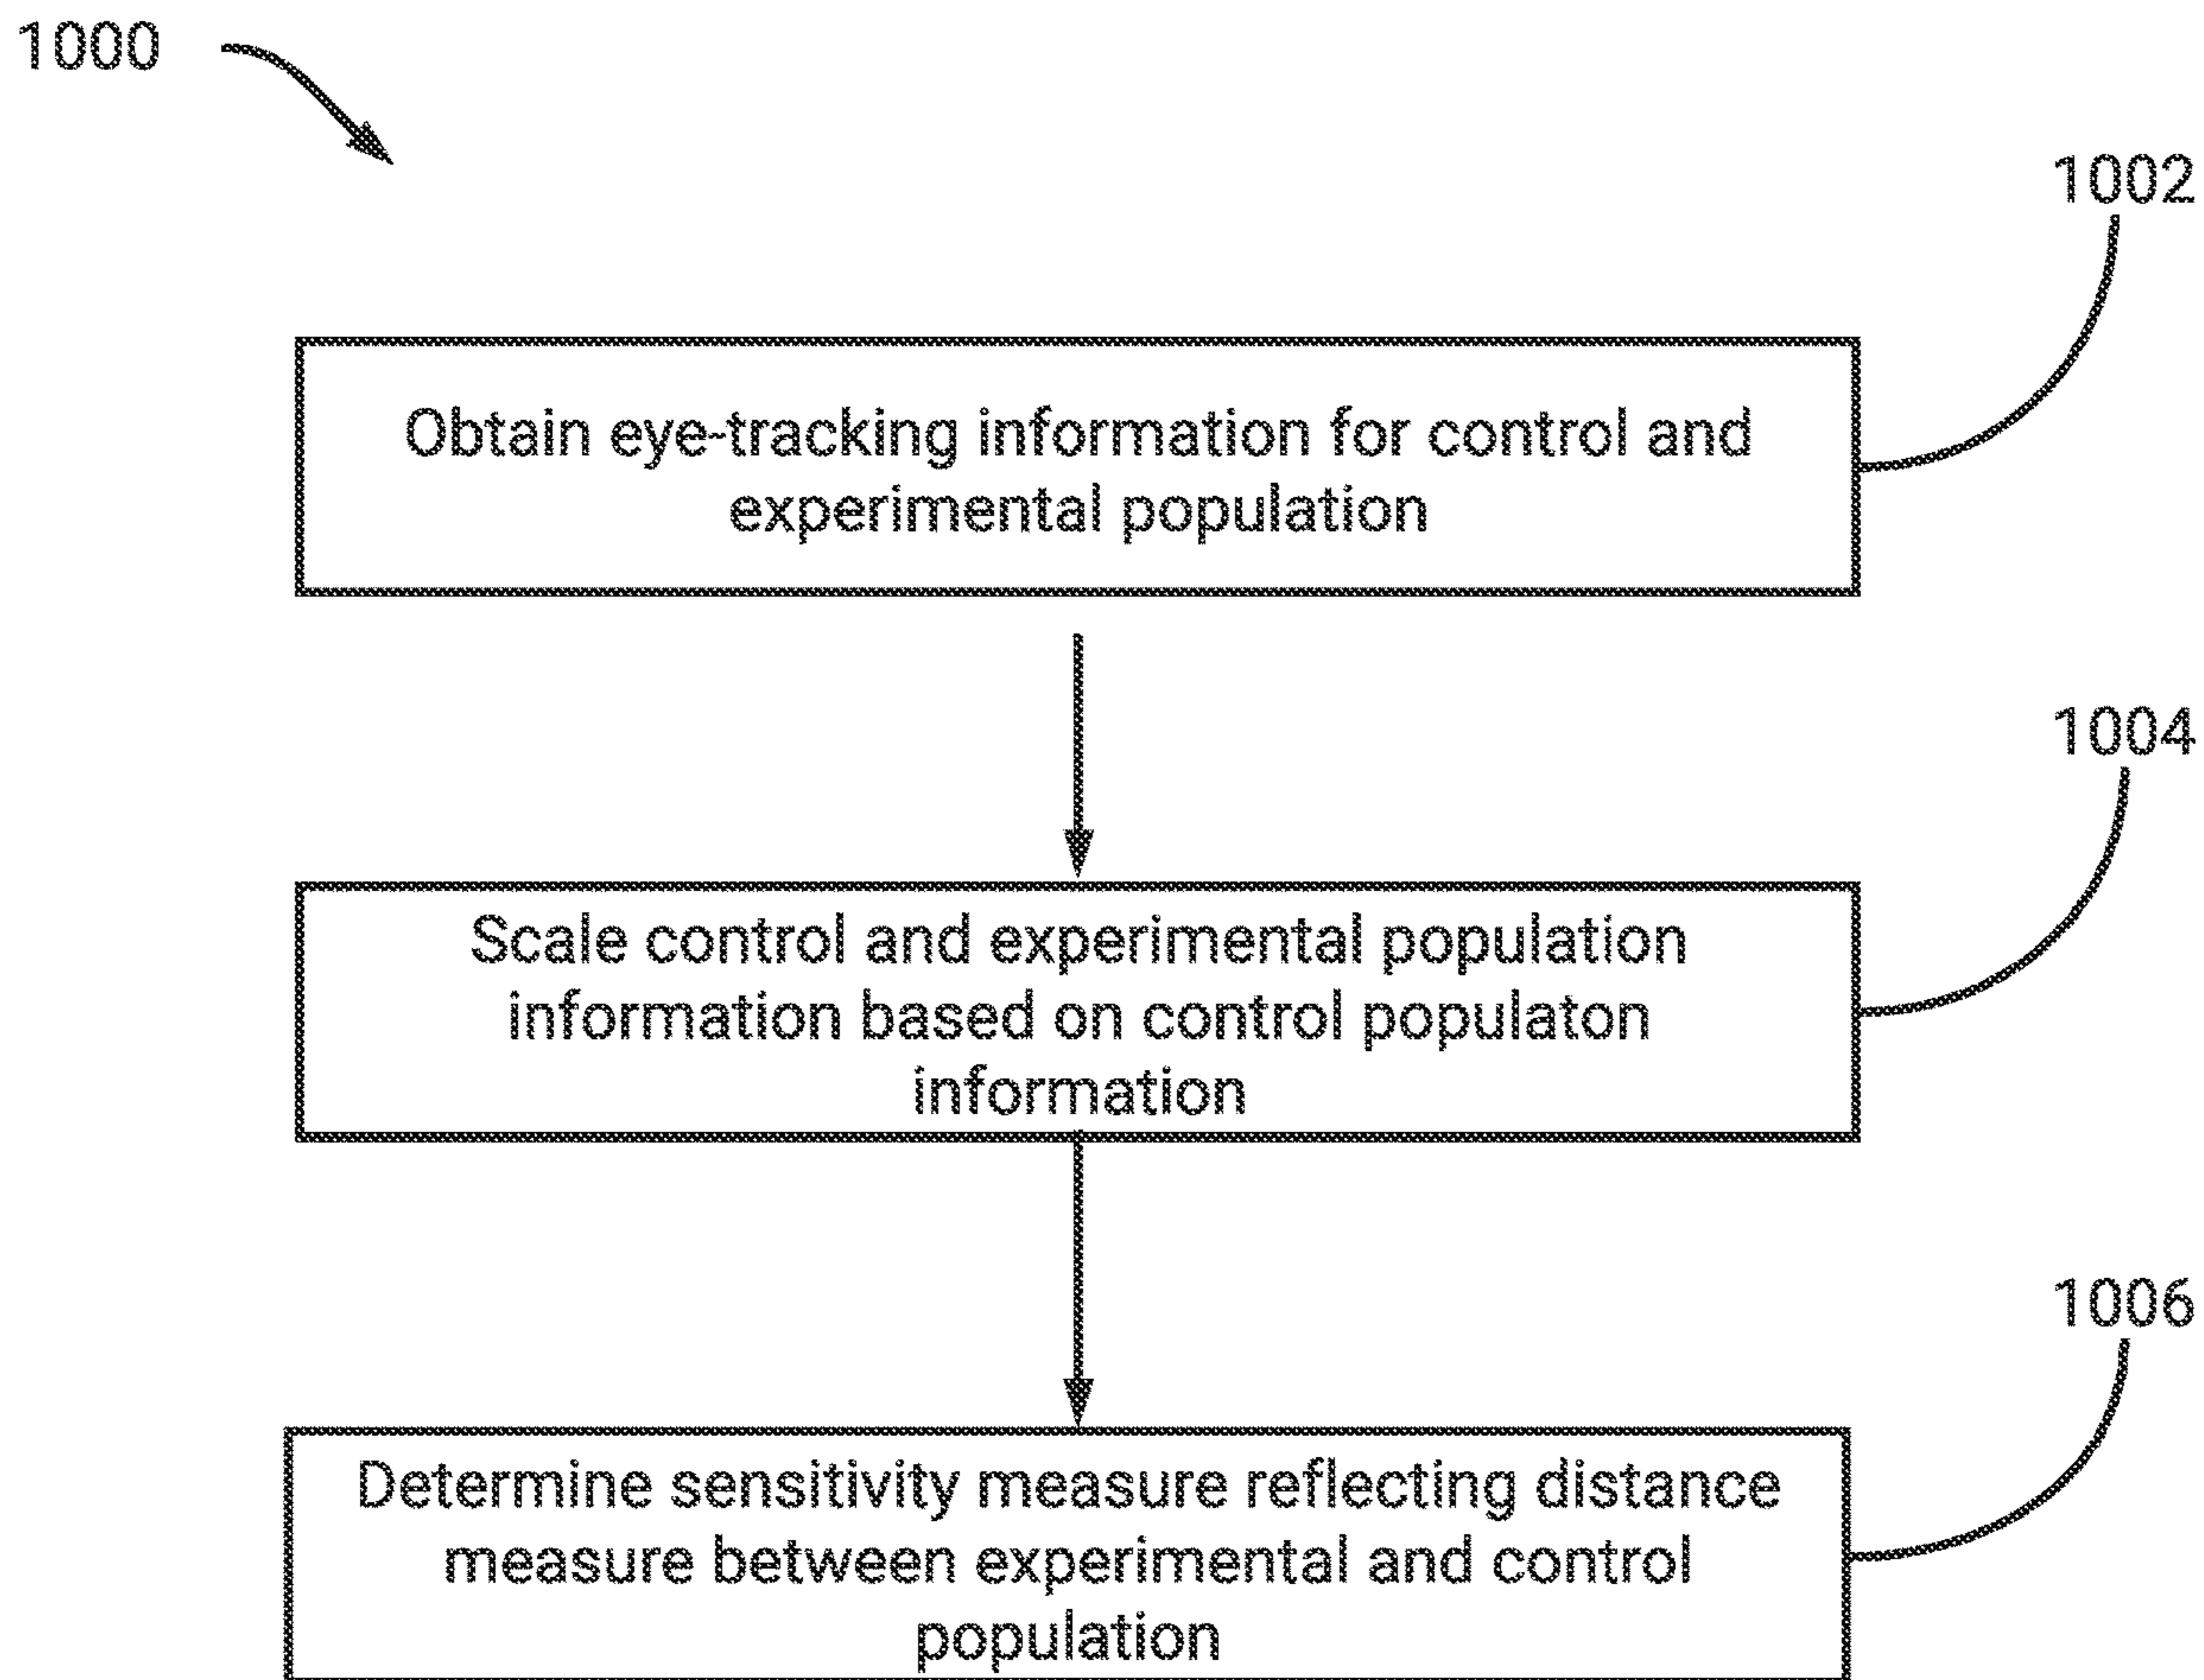 1000
1002
Obtain eye-tracking information for control and
experimental population
1004
Scale control and experimental population
information based on control populaton
information
1006
Determine sensitivity measure reflecting distance
measure between experimental and control
population